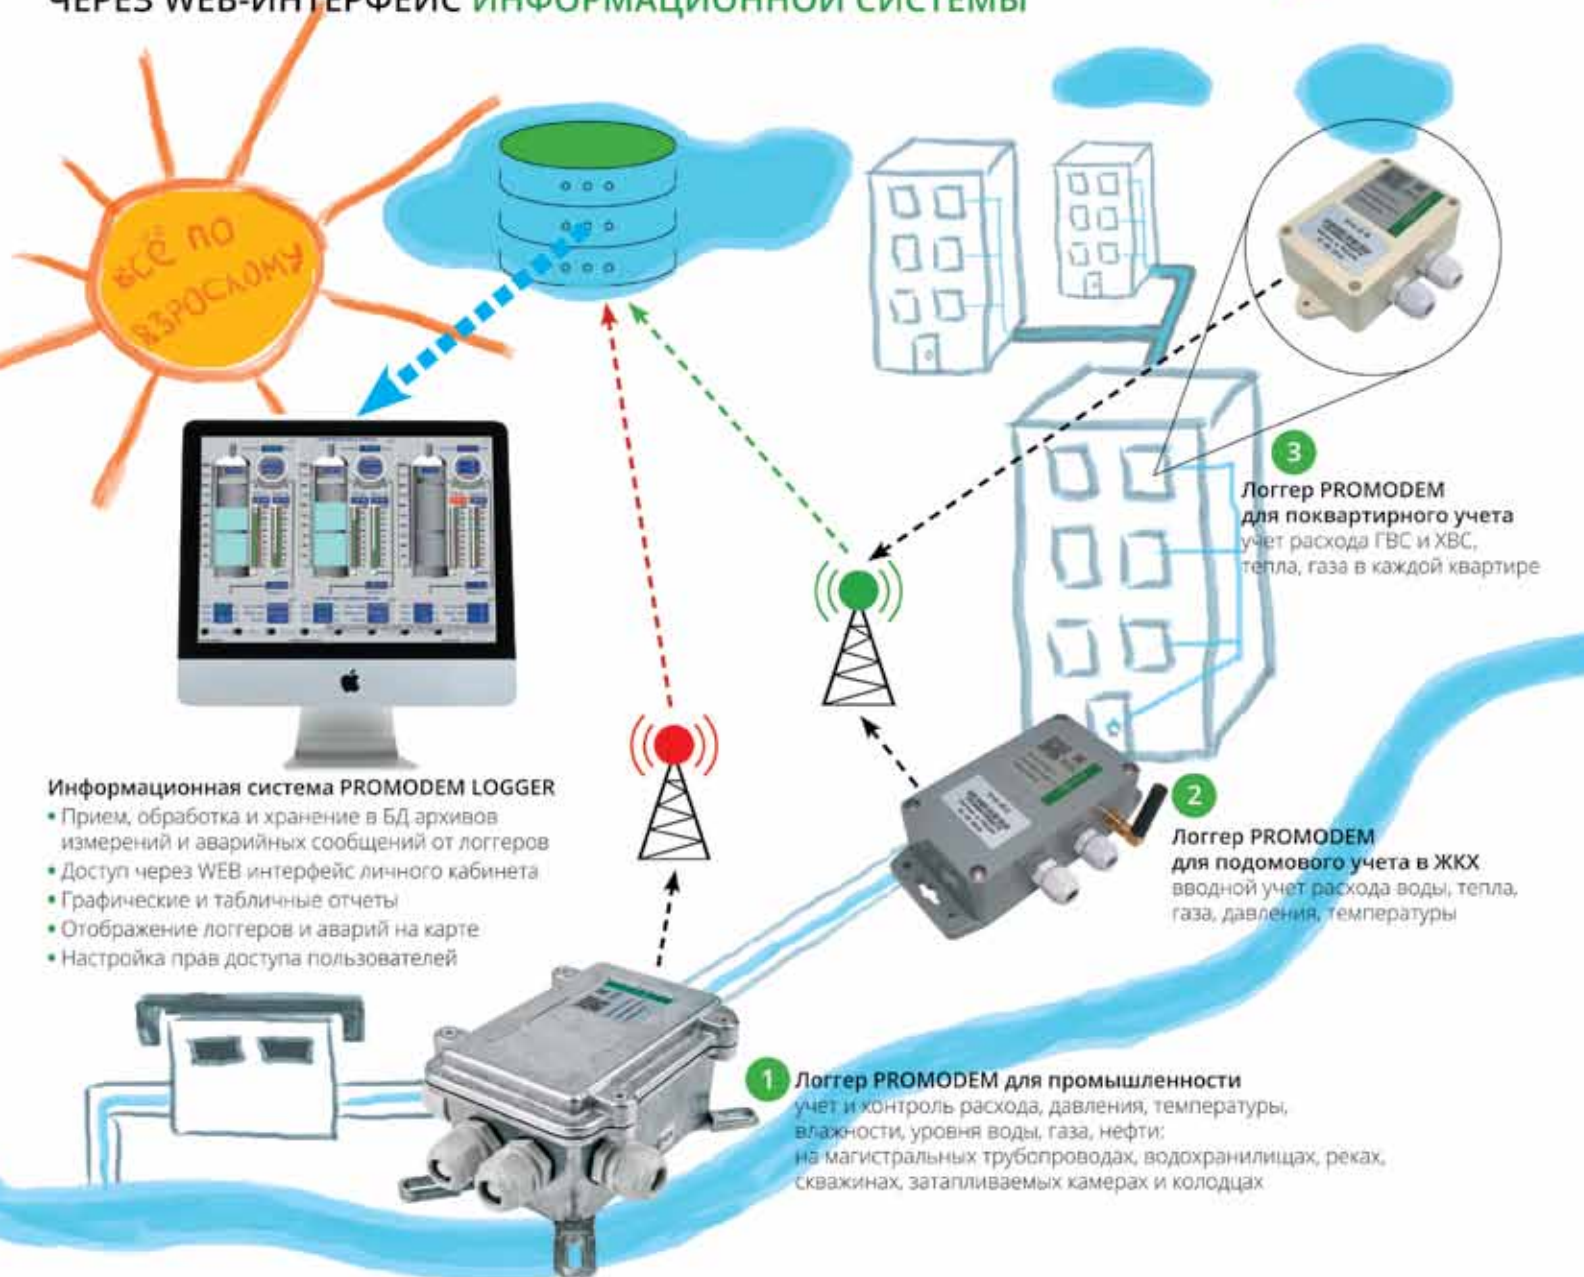 ЧЕРЕЗ WEB-ИНТЕРФЕЙС ИНФОРМАЦИОННОЙ СИСТЕМЫ
ВСЁ ПО
ВЗРОСЛОМУ
3
Логгер PROMODEM
для поквартирного учета
учет расхода ГВС и ХВС,
тепла, газа в каждой квартире
Информационная система PROMODEM LOGGER
• Прием, обработка и хранение в БД архивов
измерений и аварийных сообщений от логгеров
• Доступ через WEB интерфейс личного кабинета
• Графические и табличные отчеты
• Отображение логгеров и аварий на карте
• Настройка прав доступа пользователей
2
Логгер PROMODEM
для подомового учета в ЖКХ
вводной учет расхода воды, тепла,
газа, давления, температуры
1
Логгер PROMODEM для промышленности
учет и контроль расхода, давления, температуры,
влажности, уровня воды, газа, нефти:
на магистральных трубопроводах, водохранилищах, реках,
скважинах, затапливаемых камерах и колодцах